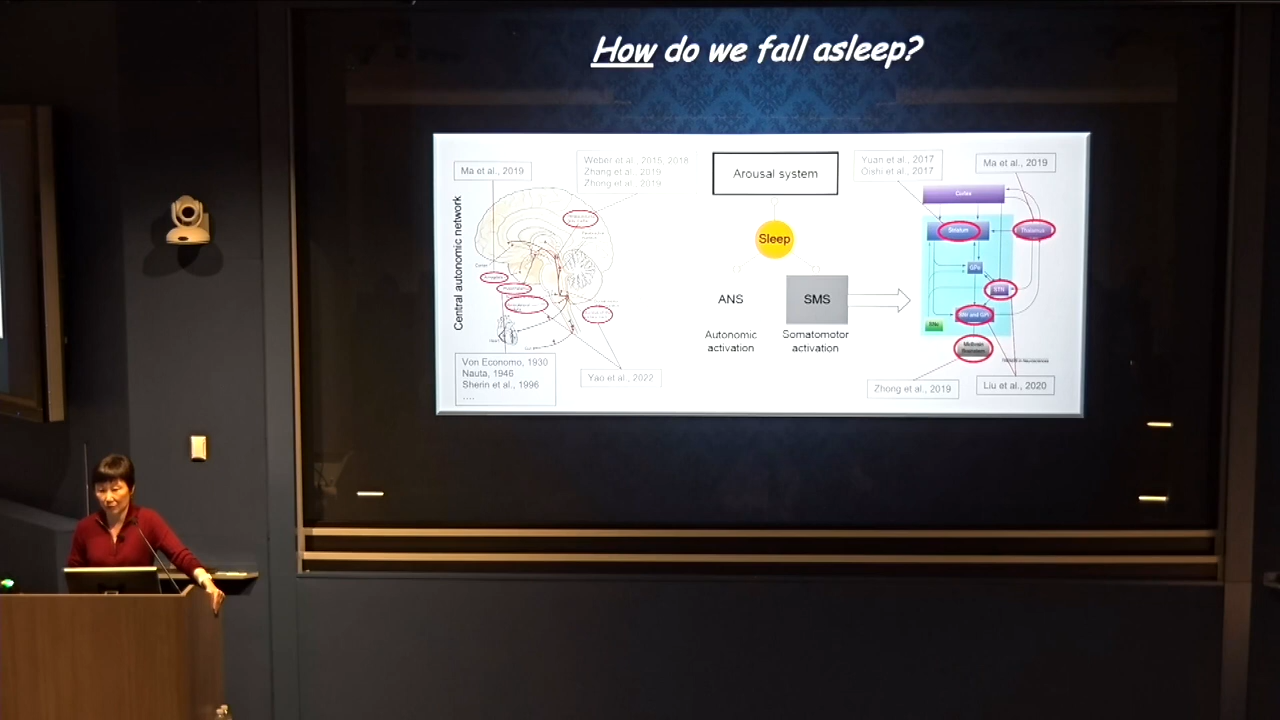 How do we fall asleep?
Central autonomic network
Ma et al., 2019
Weber et al., 2015, 2018
Zhang et al., 2019
Zhong et al., 2019
Von Economo, 1930
Nauta, 1946
Sherin et al., 1996
....
Yao et al., 2022
Arousal system
Sleep
ANS
SMS
Autonomic
activation
Somatomotor
activation
Yuan et al., 2017
Oishi et al., 2017
Ma et al., 2019
Cortex
Striatum
Thalamus
GPe
STN
SNr and GPi
SNc
Zhong et al., 2019
Liu et al., 2020